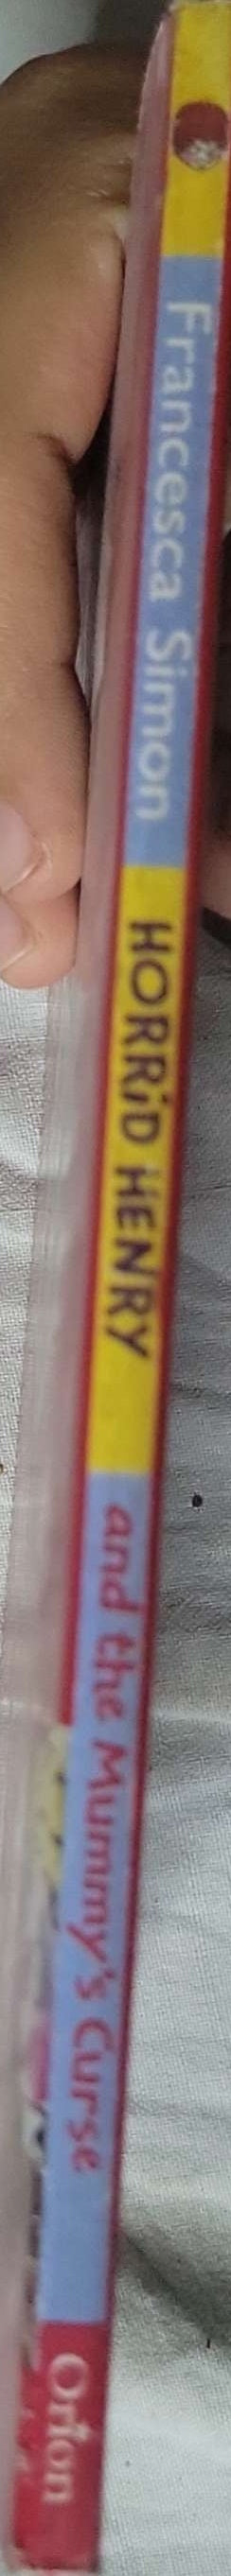 Francesca Simon
HORRiD HENRY
and the Mummy's Curse
Orion